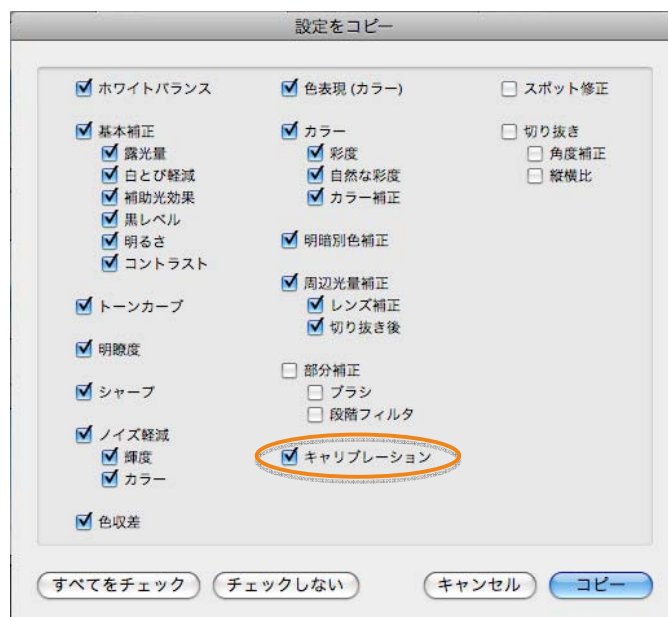 設定をコピー
ホワイトバランス
基本補正
露光量
白とび軽減
補助光効果
黒レベル
明るさ
コントラスト
トーンカーブ
明瞭度
シャープ
ノイズ軽減
輝度
カラー
色収差
色表現 (カラー)
カラー
彩度
自然な彩度
カラー補正
明暗別色補正
周辺光量補正
レンズ補正
切り抜き後
部分補正
ブラシ
段階フィルタ
キャリブレーション
スポット修正
切り抜き
角度補正
縦横比
すべてをチェック
チェックしない
キャンセル
コピー